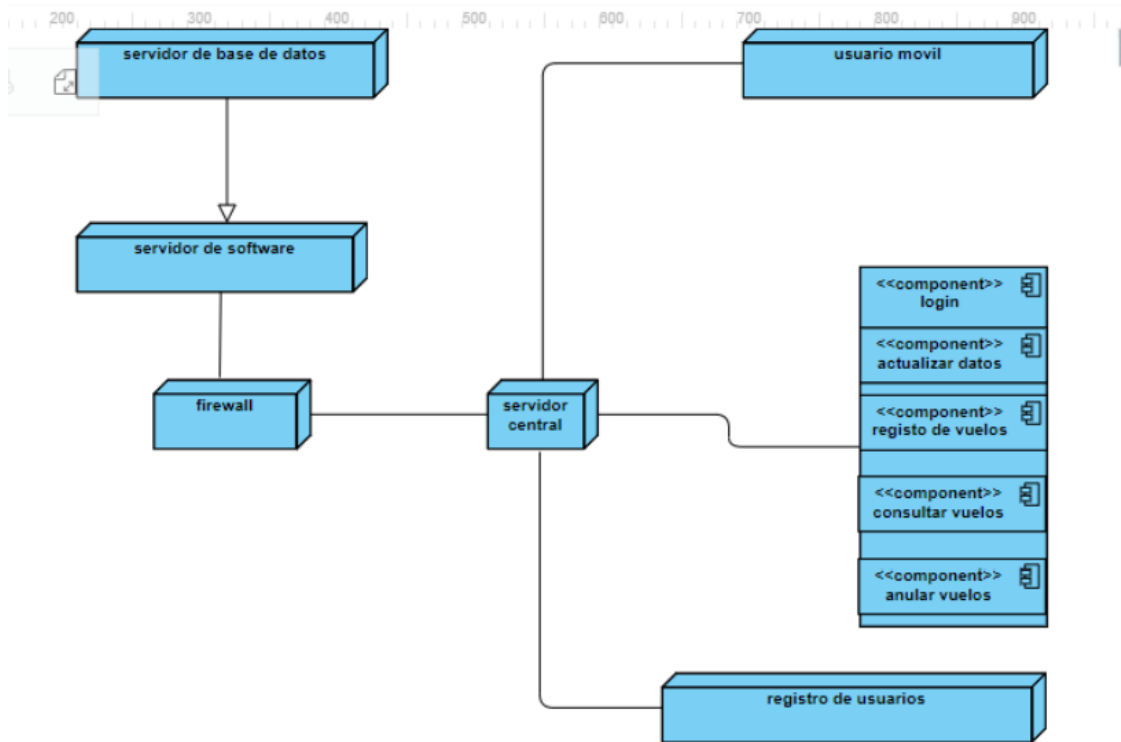 200 300 400 500 600 700 800 900
servidor de base de datos
usuario movil
servidor de software
<<component>>
login
<<component>>
actualizar datos
firewall
servidor
central
<<component>>
registo de vuelos
<<component>>
consultar vuelos
<<component>>
anular vuelos
registro de usuarios